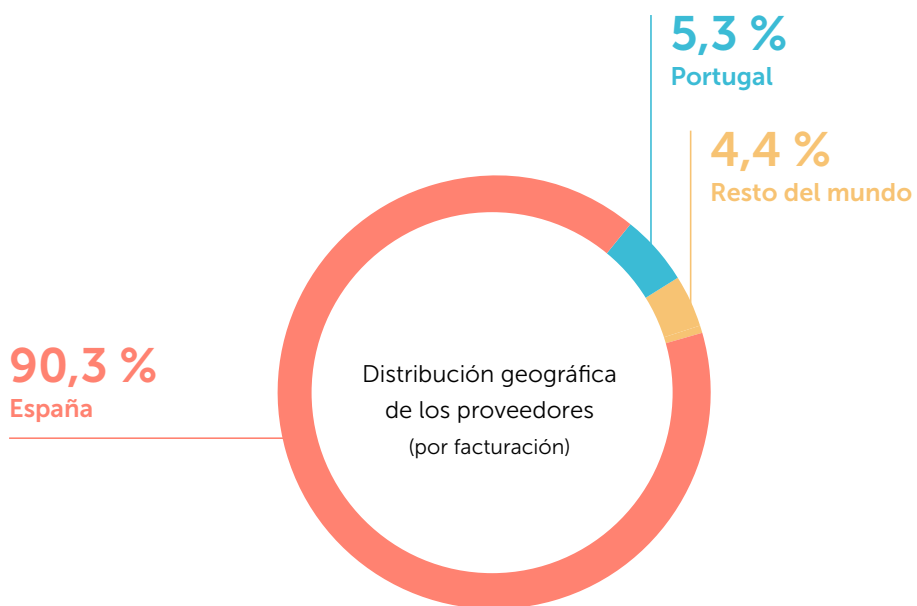 5,3 %
Portugal
4,4 %
Resto del mundo
90,3 %
España
Distribución geográfica
de los proveedores
(por facturación)